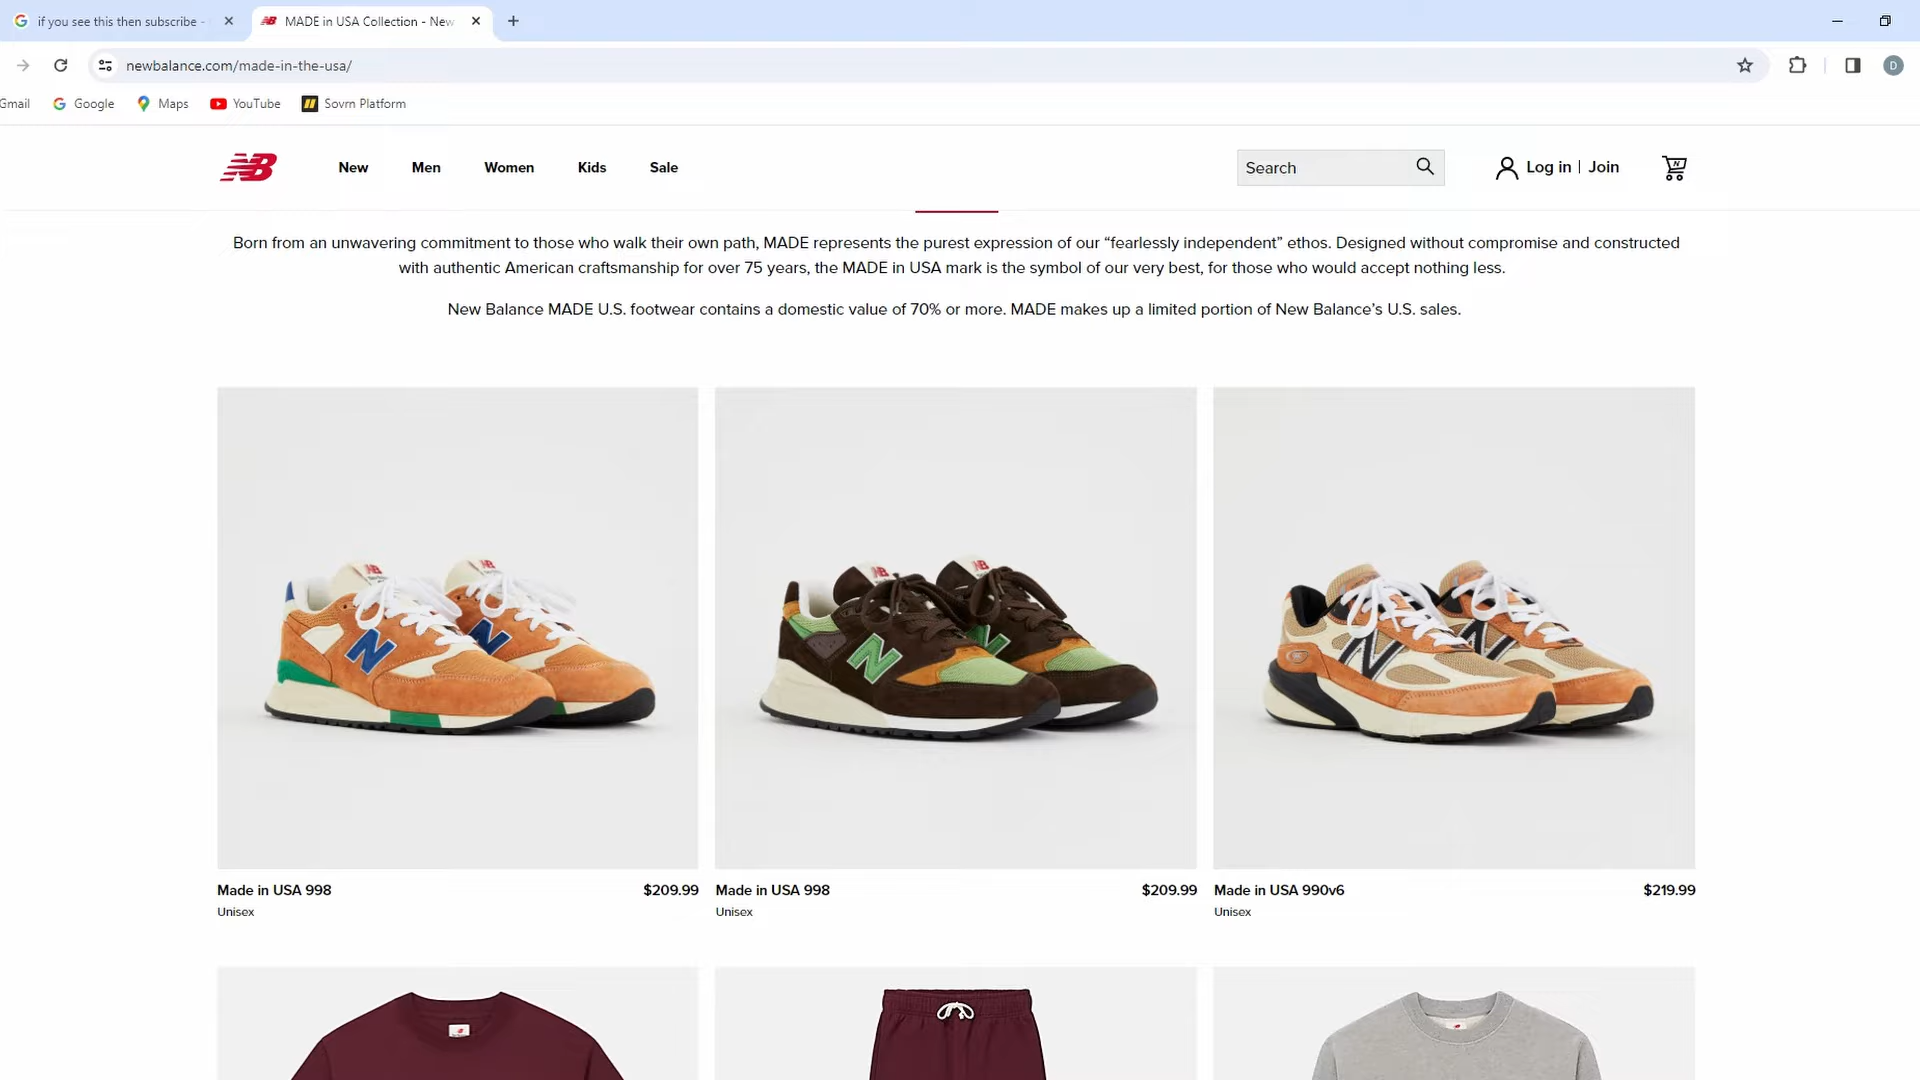 if you see this then subscribe -
MADE in USA Collection - New
newbalance.com/made-in-the-usa/
D
Gmail
Google
Maps
YouTube
Sovrn Platform
NB
New
Men
Women
Kids
Sale
Search
Log in | Join
N
Born from an unwavering commitment to those who walk their own path, MADE represents the purest expression of our “fearlessly independent” ethos. Designed without compromise and constructed
with authentic American craftsmanship for over 75 years, the MADE in USA mark is the symbol of our very best, for those who would accept nothing less.
New Balance MADE U.S. footwear contains a domestic value of 70% or more. MADE makes up a limited portion of New Balance’s U.S. sales.
Made in USA 998 $209.99
Unisex
Made in USA 998 $209.99
Unisex
Made in USA 990v6 $219.99
Unisex